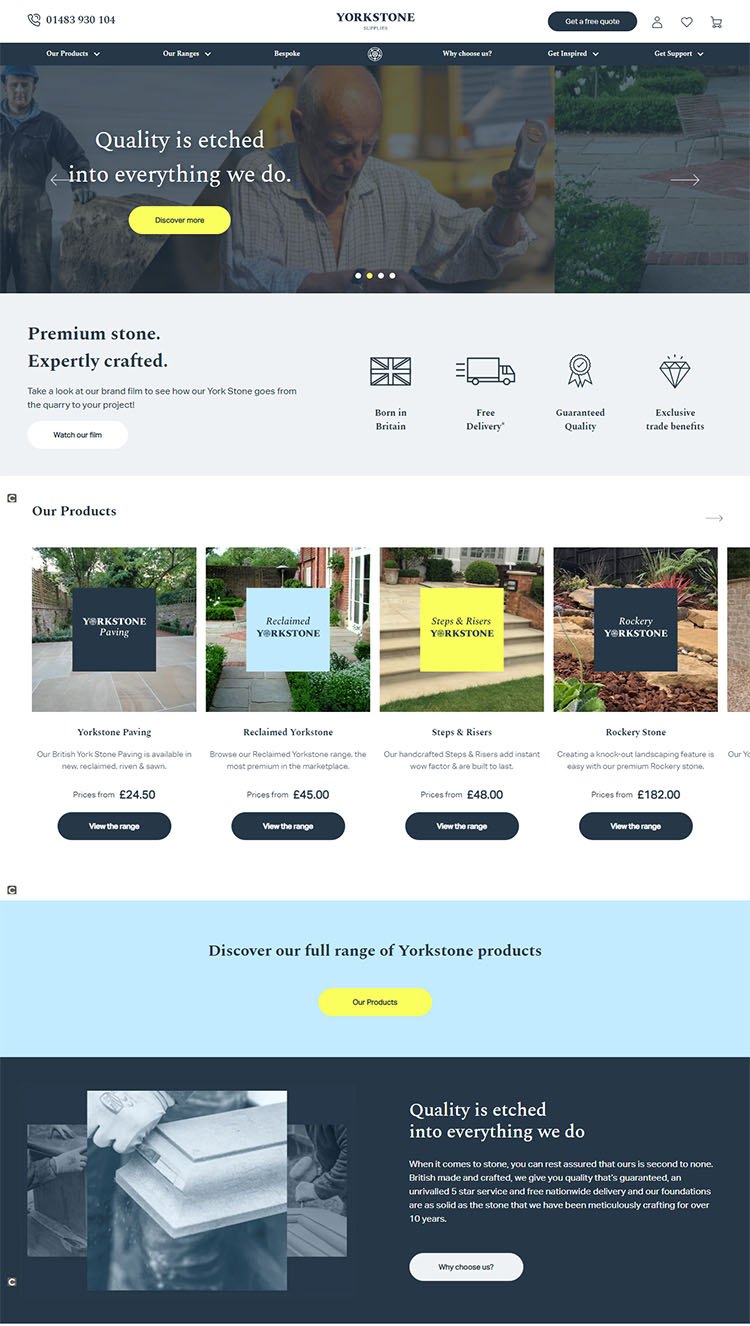 01483 930 104
YORKSTONE
SUPPLIES
Get a free quote
Our Products
Our Ranges
Bespoke
Why choose us?
Get Inspired
Get Support
Quality is etched
into everything we do.
Discover more
Premium stone.
Expertly crafted.
Take a look at our brand film to see how our York Stone goes from
the quarry to your project!
Watch our film
Born in
Britain
Free
Delivery*
Guaranteed
Quality
Exclusive
trade benefits
Our Products
YORKSTONE
Paving
Reclaimed
YORKSTONE
Steps & Risers
YORKSTONE
Rockery
YORKSTONE
Yorkstone Paving
Our British York Stone Paving is available in
new, reclaimed, riven & sawn.
Prices from £24.50
View the range
Reclaimed Yorkstone
Browse our Reclaimed Yorkstone range, the
most premium in the marketplace.
Prices from £45.00
View the range
Steps & Risers
Our handcrafted Steps & Risers add instant
wow factor & are built to last.
Prices from £48.00
View the range
Rockery Stone
Creating a knock-out landscaping feature is
easy with our premium Rockery stone.
Prices from £182.00
View the range
Our
Discover our full range of Yorkstone products
Our Products
Quality is etched
into everything we do
When it comes to stone, you can rest assured that ours is second to none.
British made and crafted, we give you quality that's guaranteed, an
unrivalled 5 star service and free nationwide delivery and our foundations
are as solid as the stone that we have been meticulously crafting for over
10 years.
Why choose us?